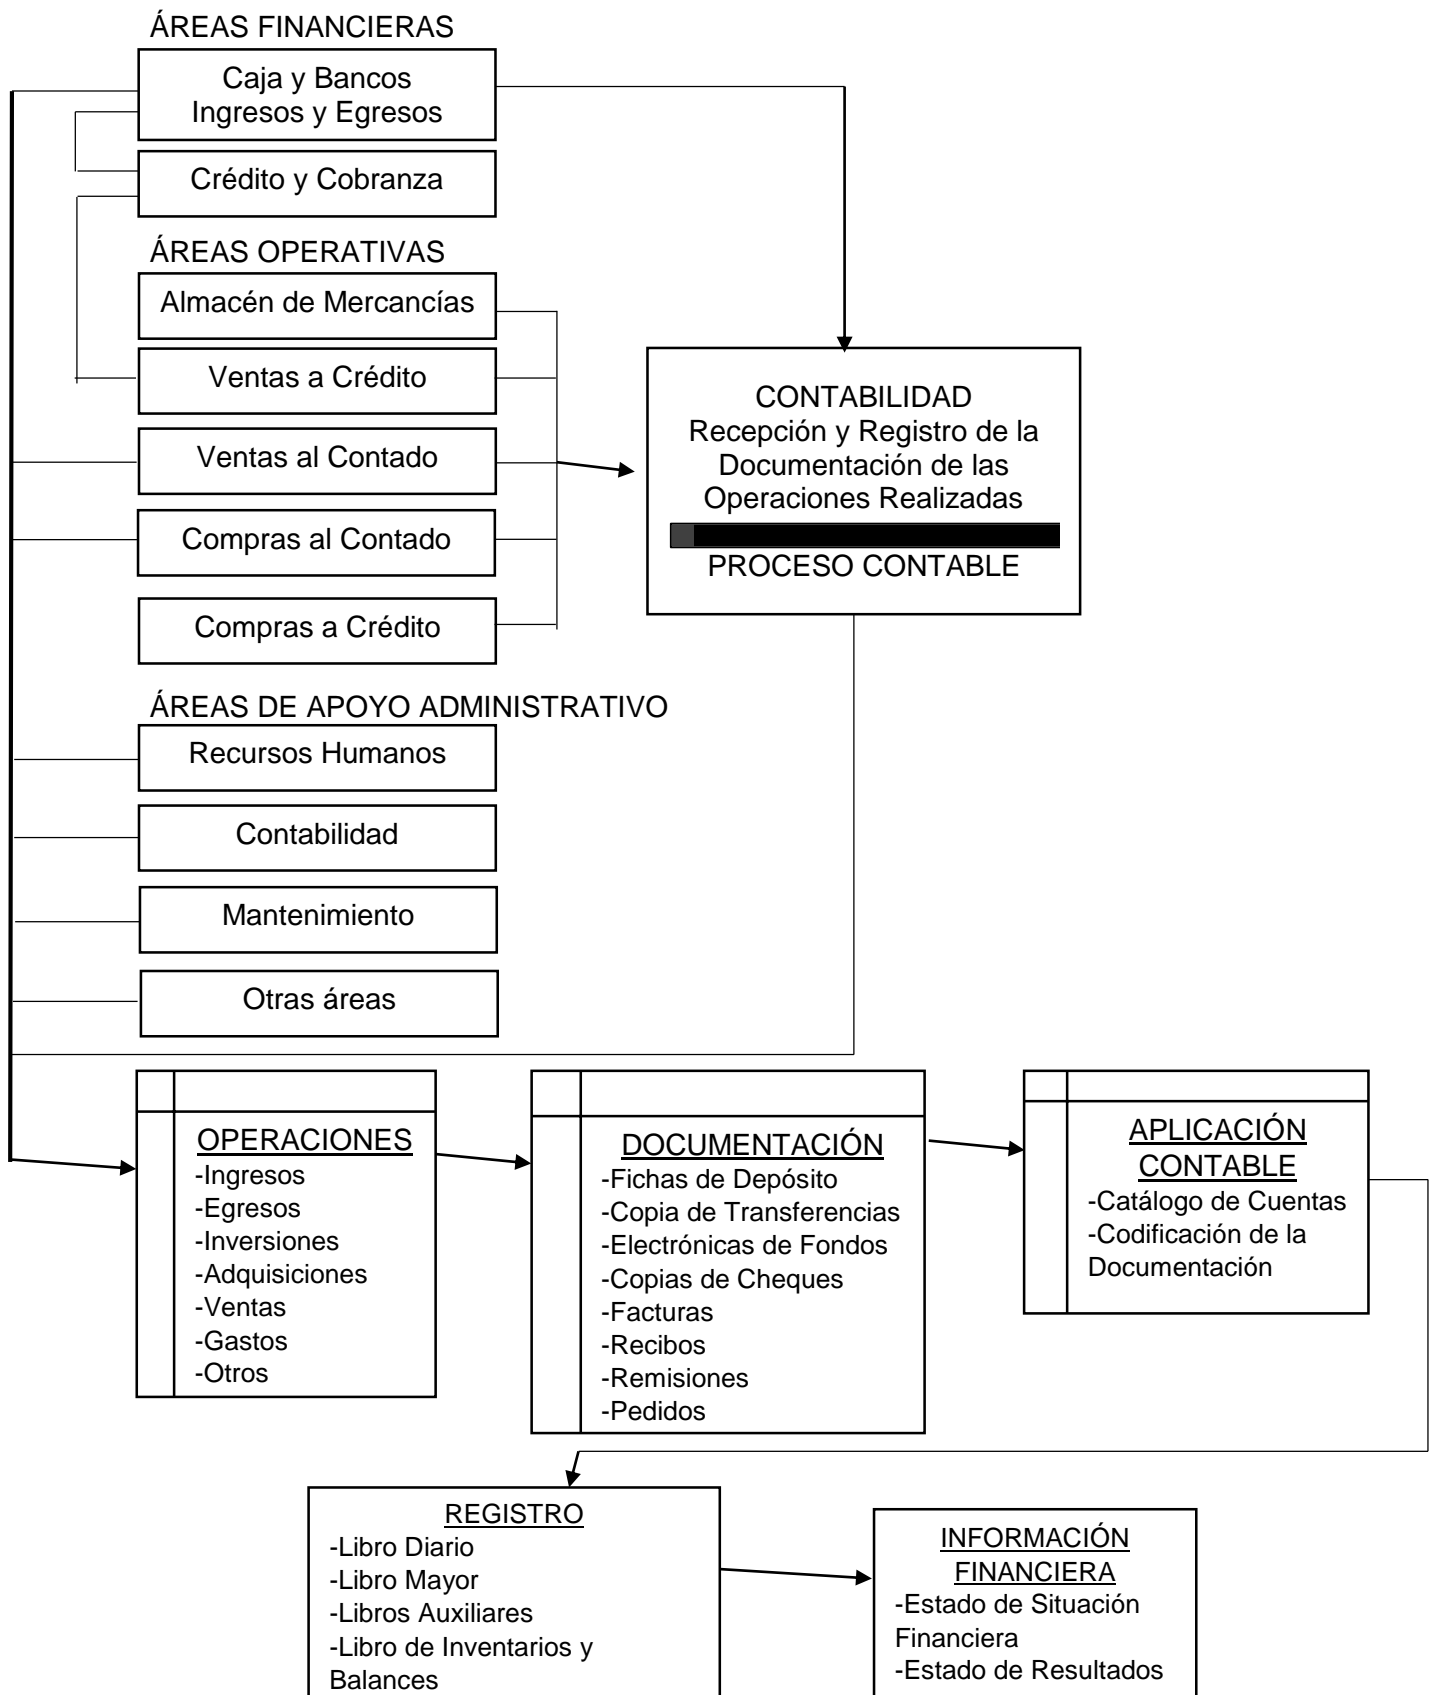 ÁREAS FINANCIERAS
Caja y Bancos
Ingresos y Egresos
Crédito y Cobranza
ÁREAS OPERATIVAS
Almacén de Mercancías
Ventas a Crédito
Ventas al Contado
Compras al Contado
Compras a Crédito
CONTABILIDAD
Recepción y Registro de la
Documentación de las
Operaciones Realizadas
PROCESO CONTABLE
ÁREAS DE APOYO ADMINISTRATIVO
Recursos Humanos
Contabilidad
Mantenimiento
Otras áreas
OPERACIONES
-Ingresos
-Egresos
-Inversiones
-Adquisiciones
-Ventas
-Gastos
-Otros
DOCUMENTACIÓN
-Fichas de Depósito
-Copia de Transferencias
-Electrónicas de Fondos
-Copias de Cheques
-Facturas
-Recibos
-Remisiones
-Pedidos
APLICACIÓN
CONTABLE
-Catálogo de Cuentas
-Codificación de la
Documentación
REGISTRO
-Libro Diario
-Libro Mayor
-Libros Auxiliares
-Libro de Inventarios y
Balances
INFORMACIÓN
FINANCIERA
-Estado de Situación
Financiera
-Estado de Resultados